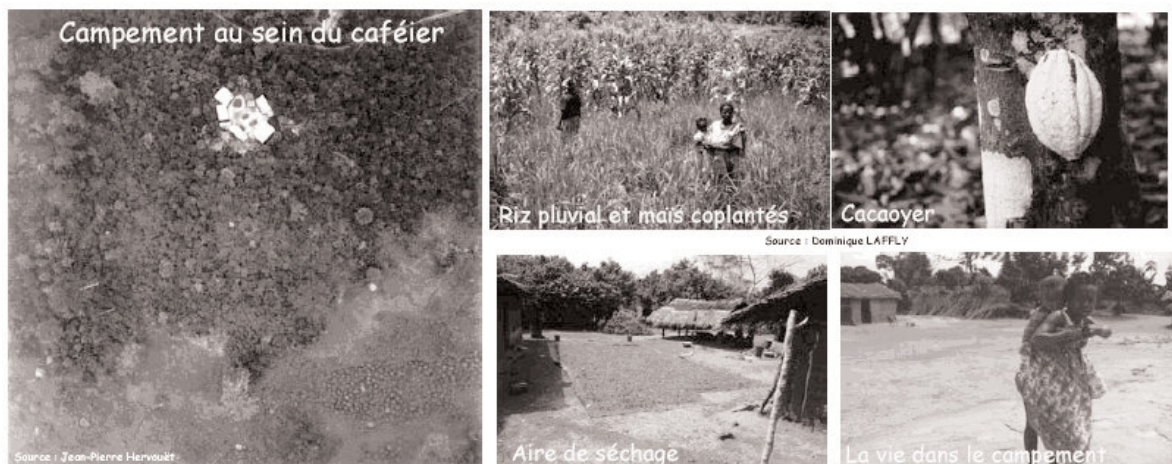 Campement au sein du caféier
Source : Jean-Pierre Hervouët
Riz pluvial et maïs coplantés
Cacaoyer
Source : Dominique LAFFLY
Aire de séchage
La vie dans le campement